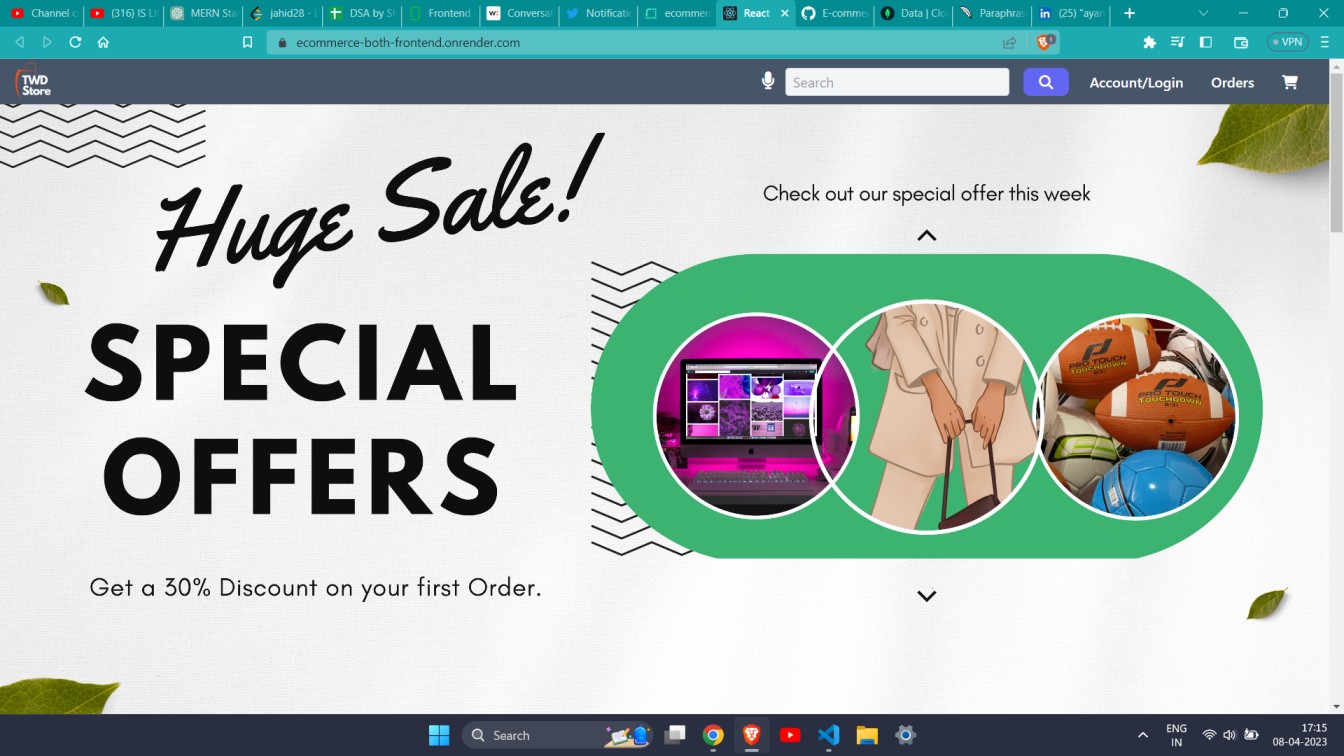 Channel c
(316) IS LI
MERN Sta
jahid28 - L
DSA by Sh
Frontend
Conversat
Notificatio
ecommer
React
E-comme
Data | Clo
Paraphras
(25) "ayan
ecommerce-both-frontend.onrender.com
VPN
TWD
Store
Search
Account/Login
Orders
Huge Sale!
SPECIAL
OFFERS
Get a 30% Discount on your first Order.
Check out our special offer this week
PRO TOUCH
TOUCHDOWN
PRO TOUCH
TOUCHDOWN
Search
ENG
IN
17:15
08-04-2023